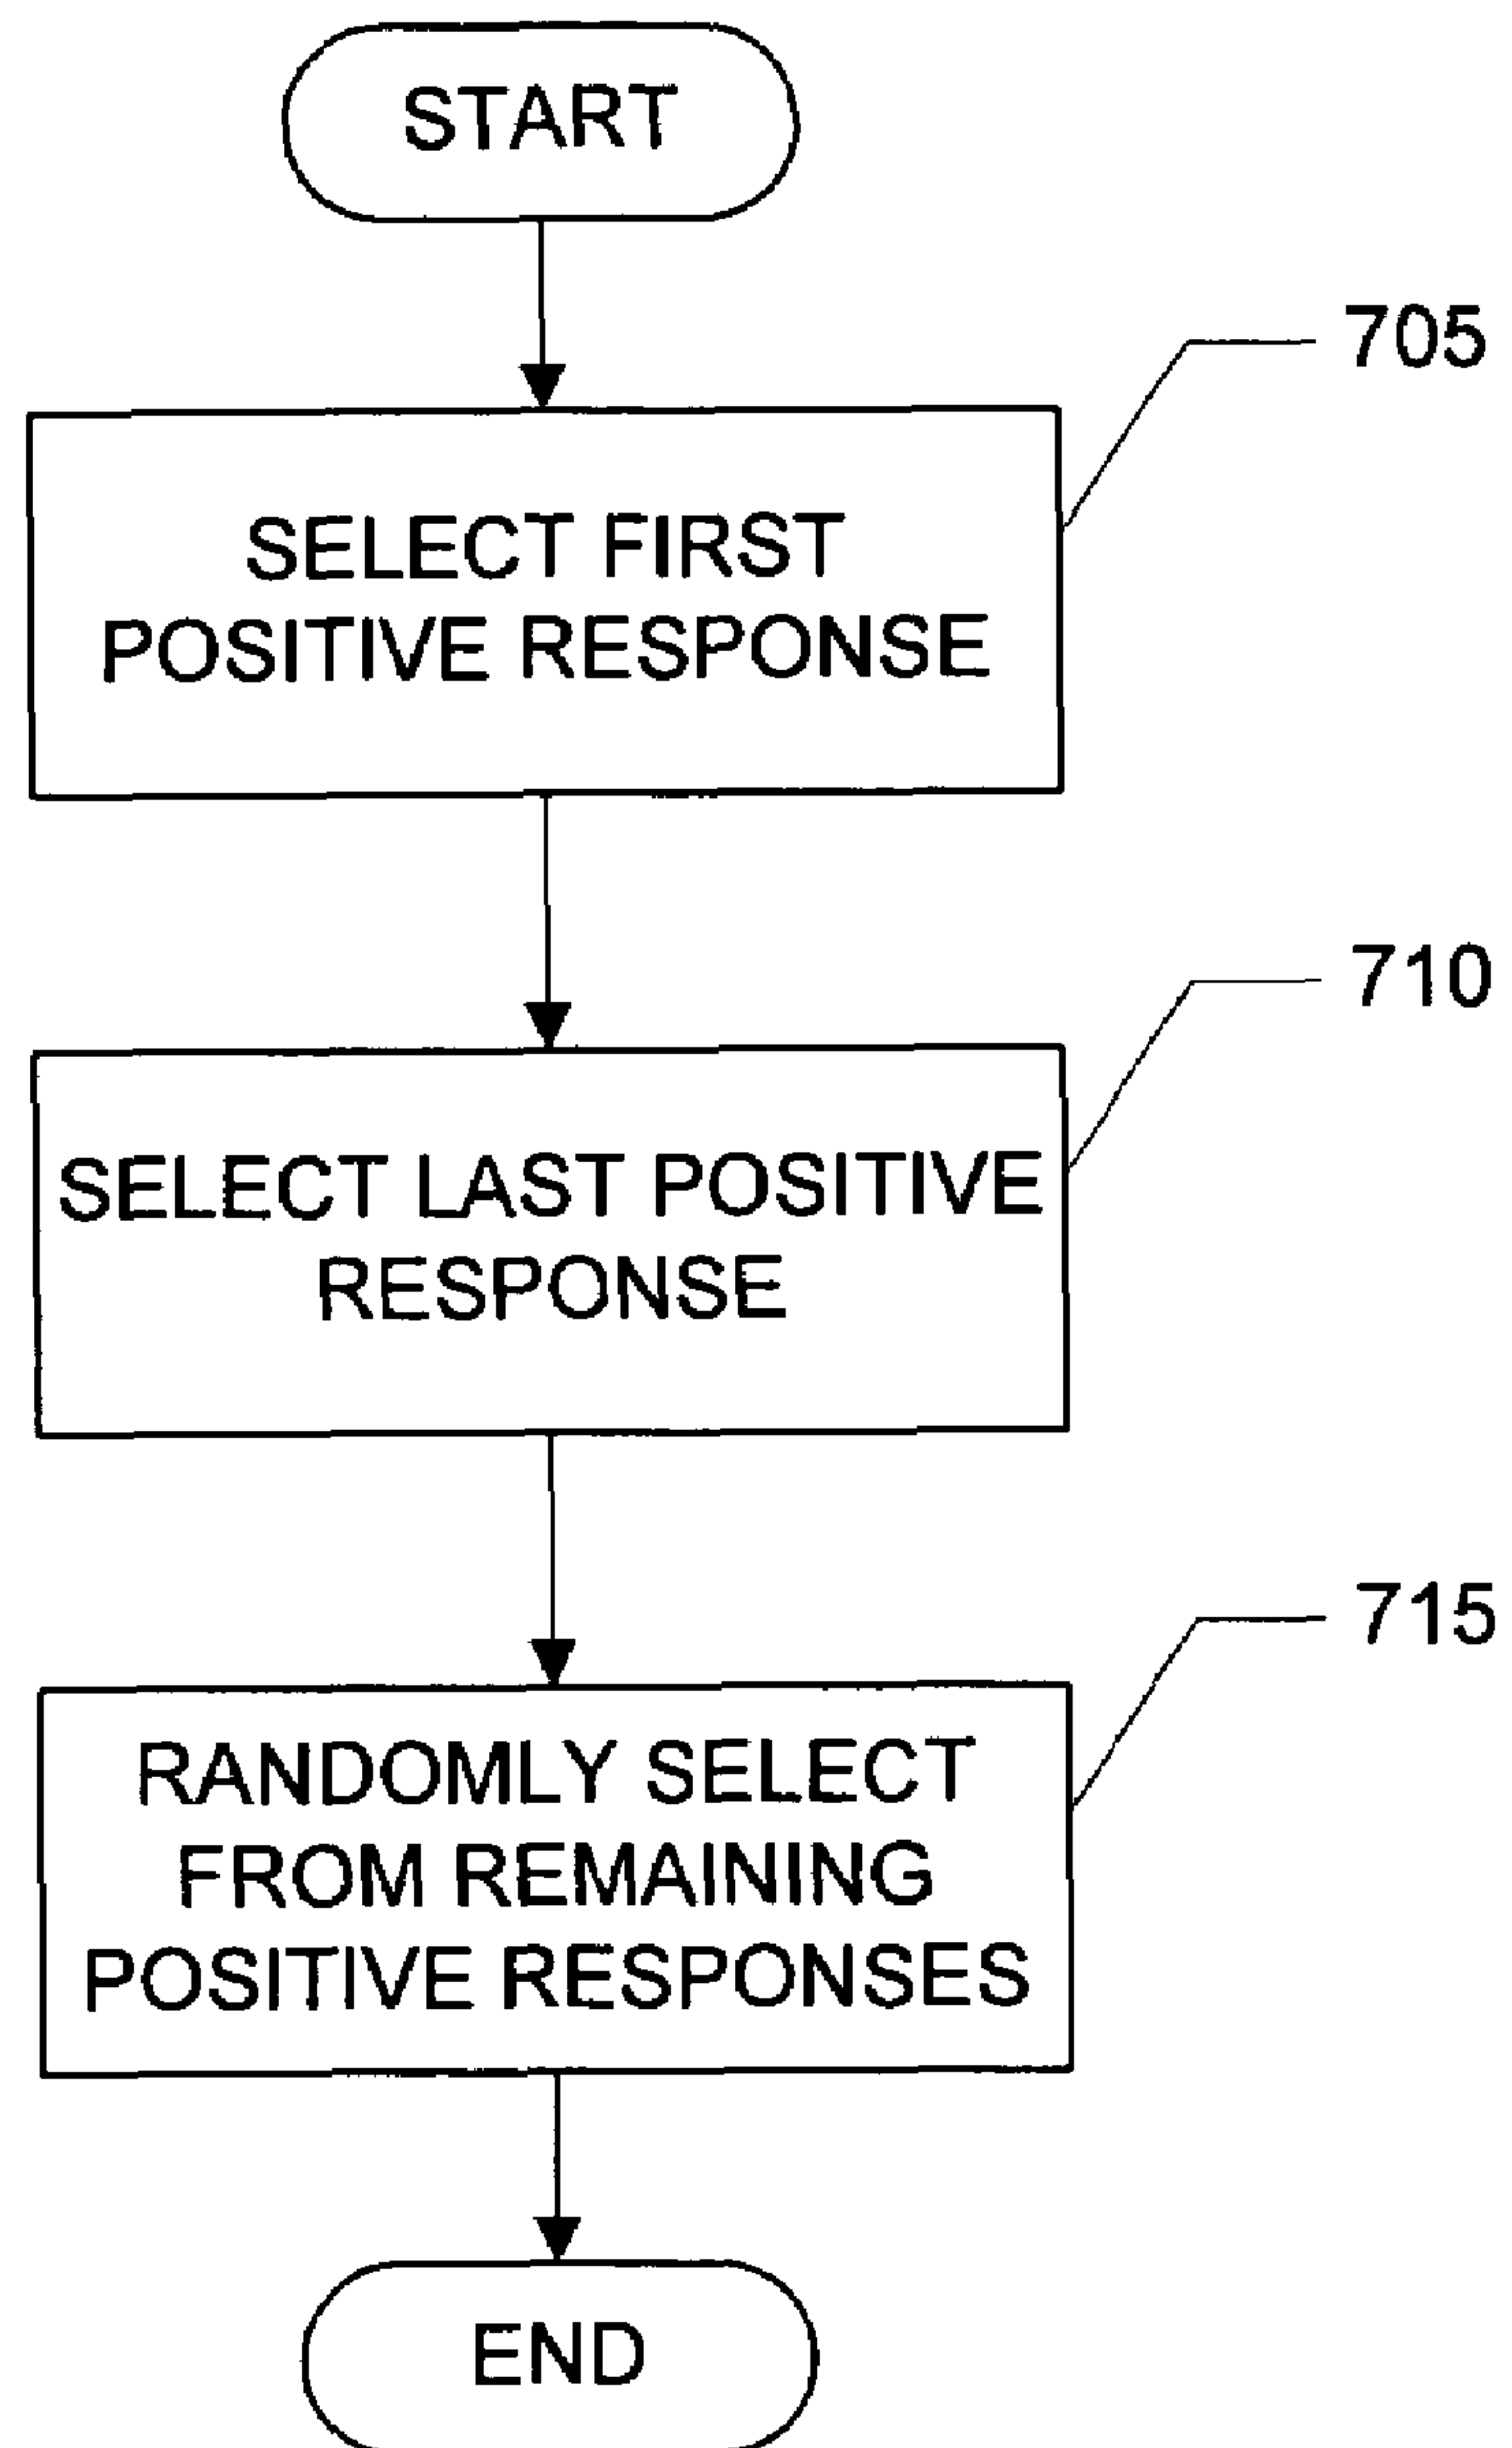 START
705
SELECT FIRST
POSITIVE RESPONSE
710
SELECT LAST POSITIVE
RESPONSE
715
RANDOMLY SELECT
FROM REMAINING
POSITIVE RESPONSES
END